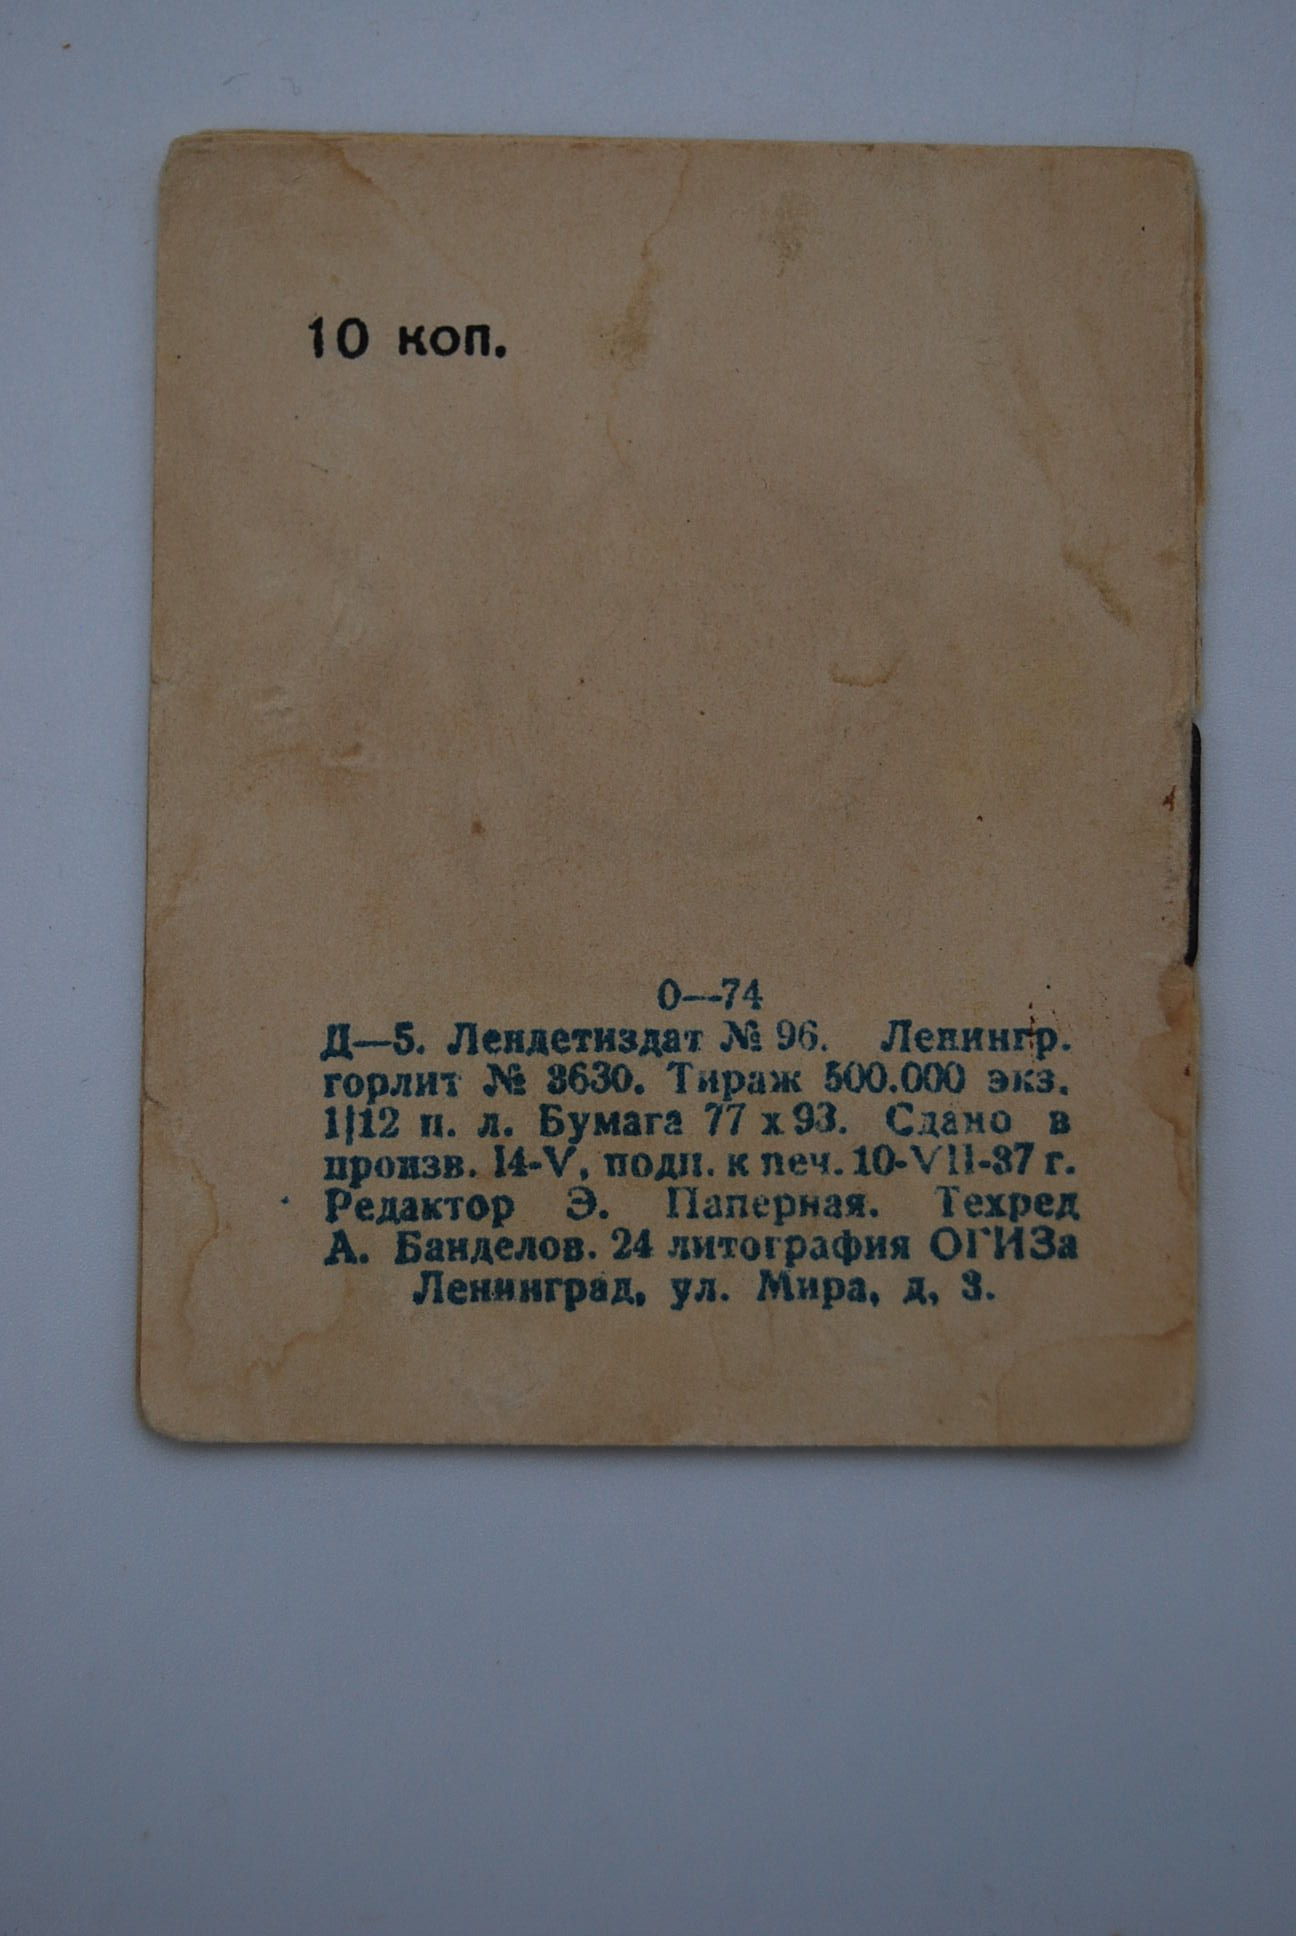 10 коп.
О—74
Д—5. Лендетиздат № 96. Ленингр.
горлит № 3630. Тираж 500.000 экз.
1|12 п. л. Бумага 77 х 93. Сдано в
произв. 14-V, подп. к печ. 10-VII-37 г.
Редактор Э. Паперная. Техред
А. Банделов. 24 литография ОГИЗа
Ленинград, ул. Мира, д, 3.